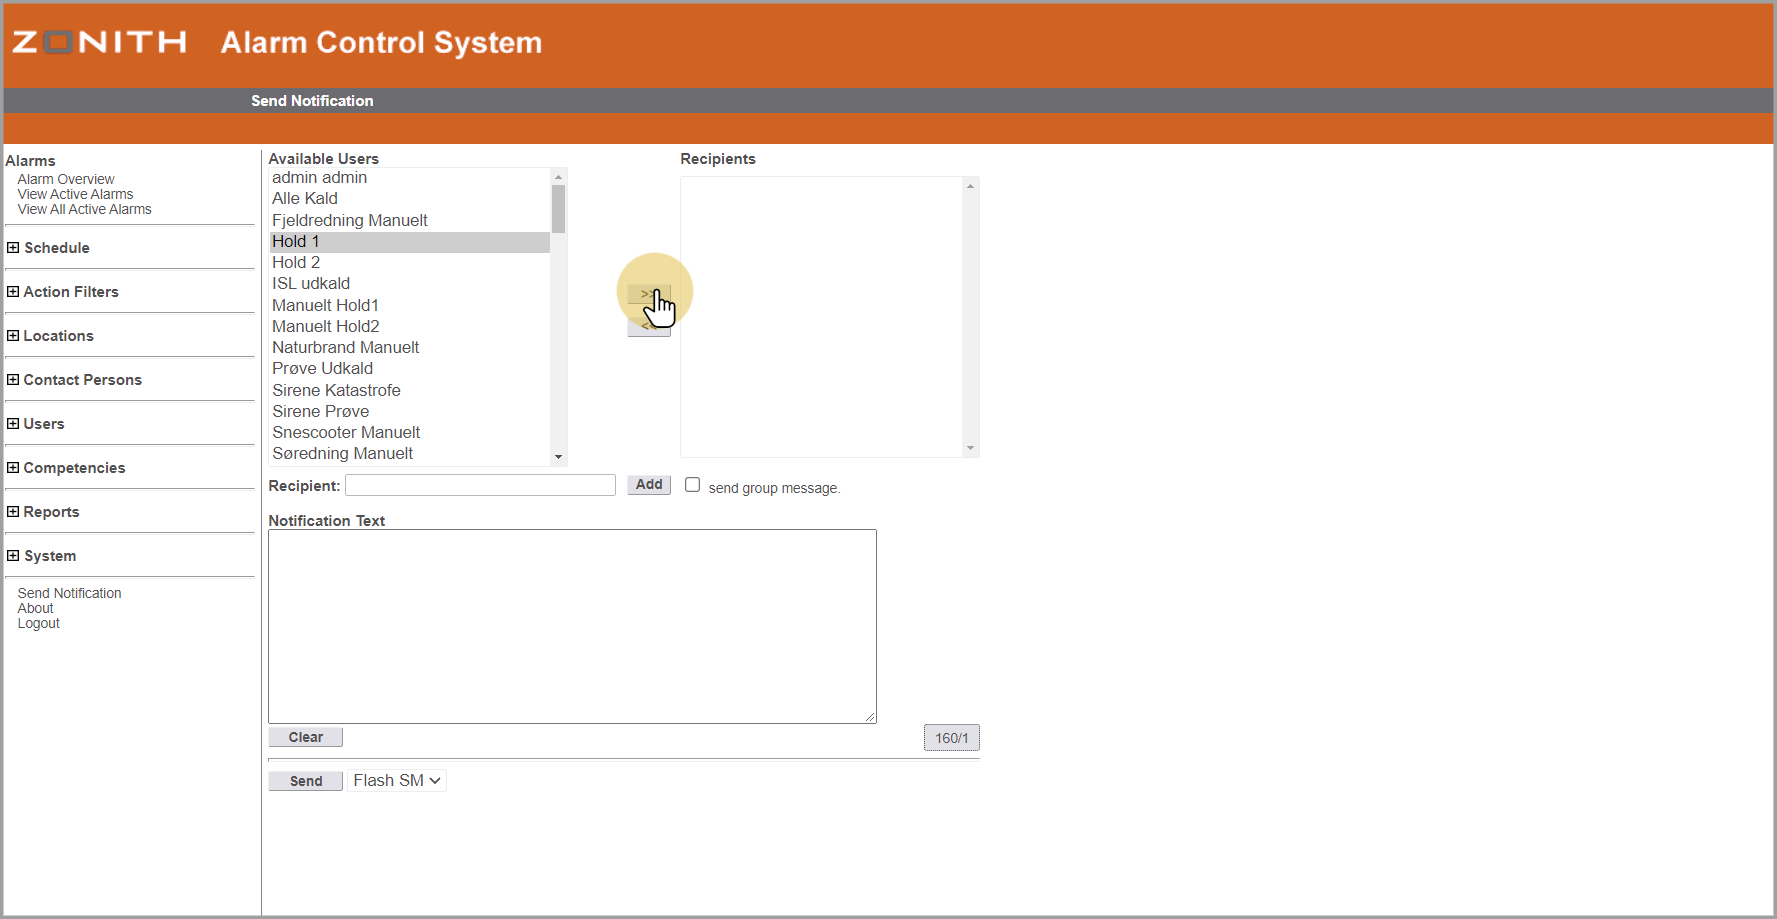 ZONITH Alarm Control System
Send Notification
Alarms
Alarm Overview
View Active Alarms
View All Active Alarms
Schedule
Action Filters
Locations
Contact Persons
Users
Competencies
Reports
System
Send Notification
About
Logout
Available Users
admin admin
Alle Kald
Fjeldredning Manuelt
Hold 1
Hold 2
ISL udkald
Manuelt Hold1
Manuelt Hold2
Naturbrand Manuelt
Prøve Udkald
Sirene Katastrofe
Sirene Prøve
Snescooter Manuelt
Søredning Manuelt
>>
<<
Recipients
Recipient:
Add
send group message.
Notification Text
Clear
160/1
Send
Flash SM